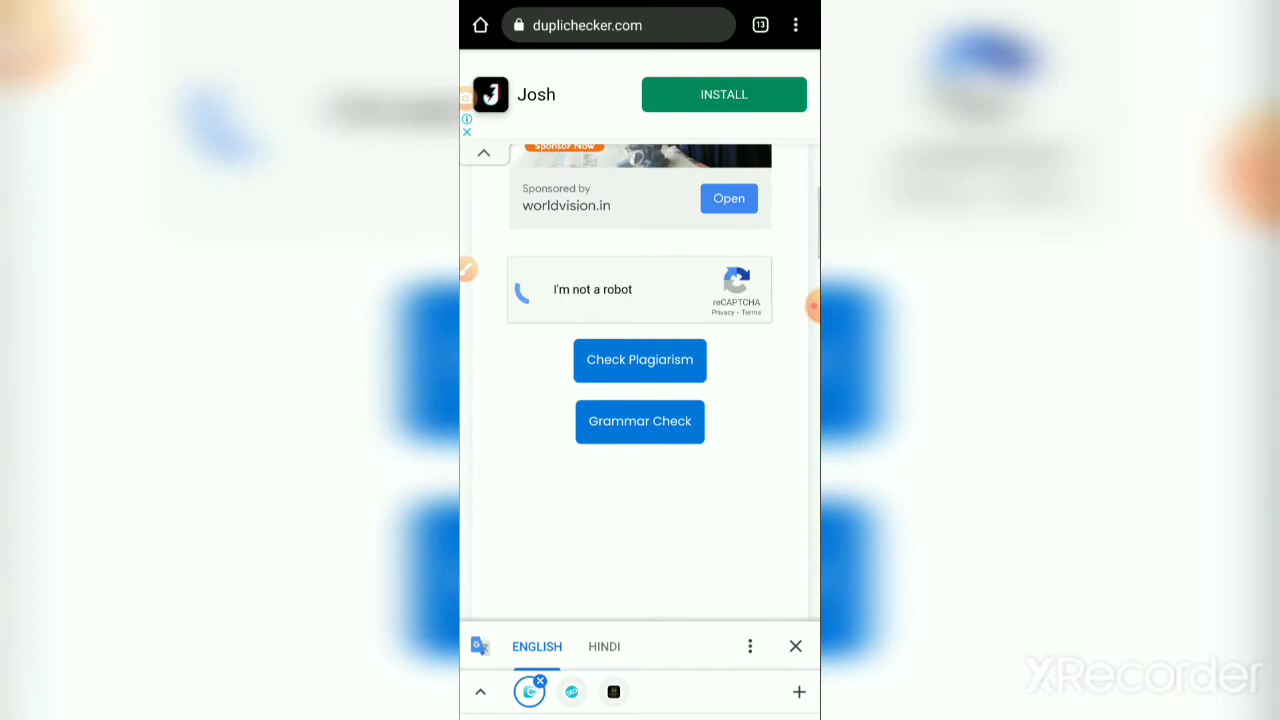 duplichecker.com
13
Josh
INSTALL
Sponsor Now
Sponsored by
worldvision.in
Open
I'm not a robot
reCAPTCHA
Privacy - Terms
Check Plagiarism
Grammar Check
ENGLISH
HINDI
SEO
XRecorder